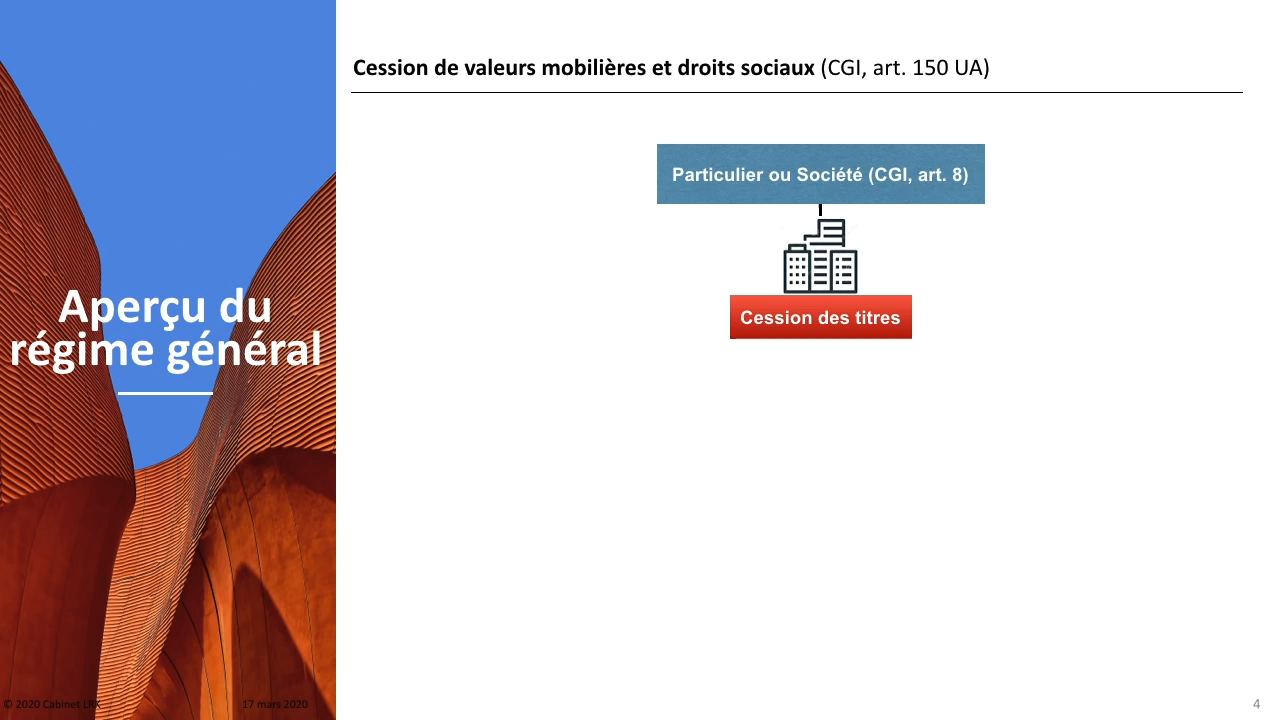 Cession de valeurs mobilières et droits sociaux (CGI, art. 150 UA)
Particulier ou Société (CGI, art. 8)
Cession des titres
Aperçu du
régime général
© 2020 Cabinet LRK
17 mars 2020
4